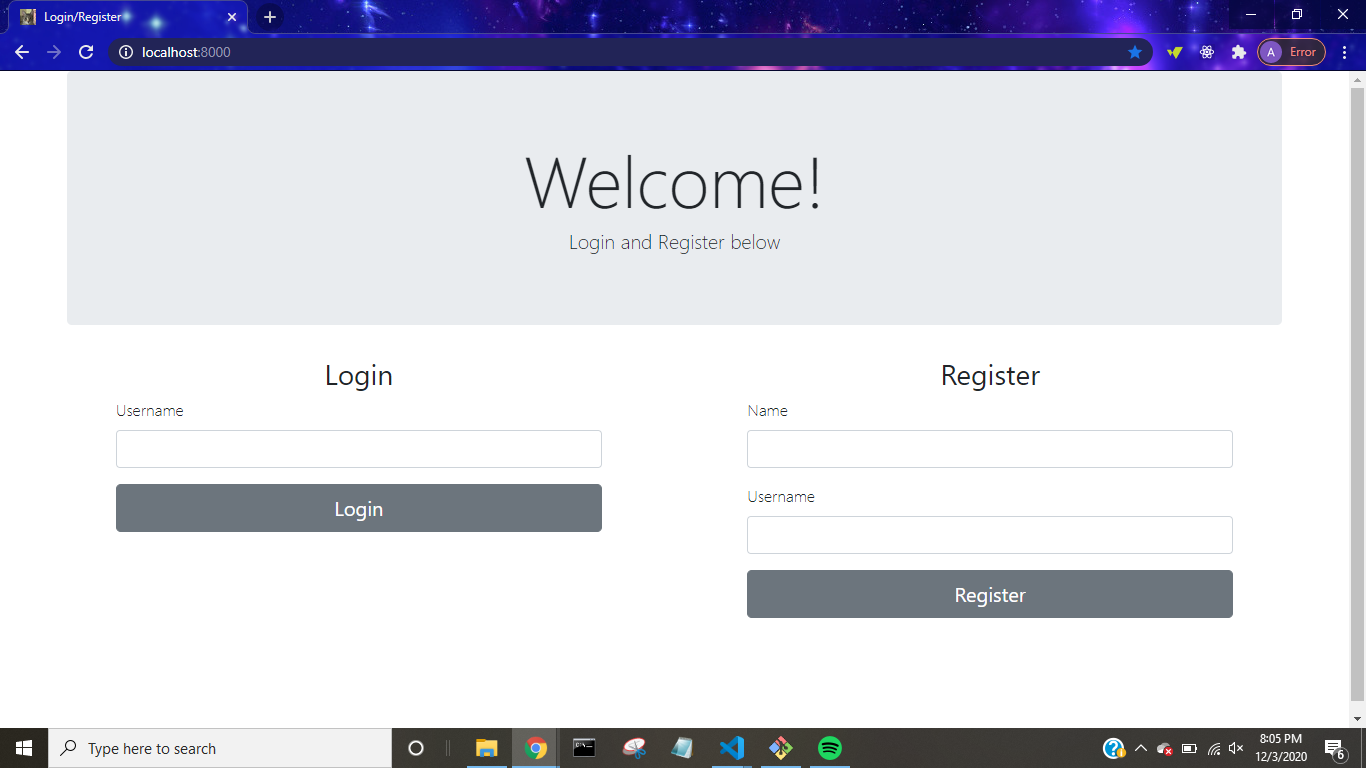 Login/Register
localhost:8000
A Error
Welcome!
Login and Register below
Login
Username
Login
Register
Name
Username
Register
Type here to search
8:05 PM
12/3/2020
6